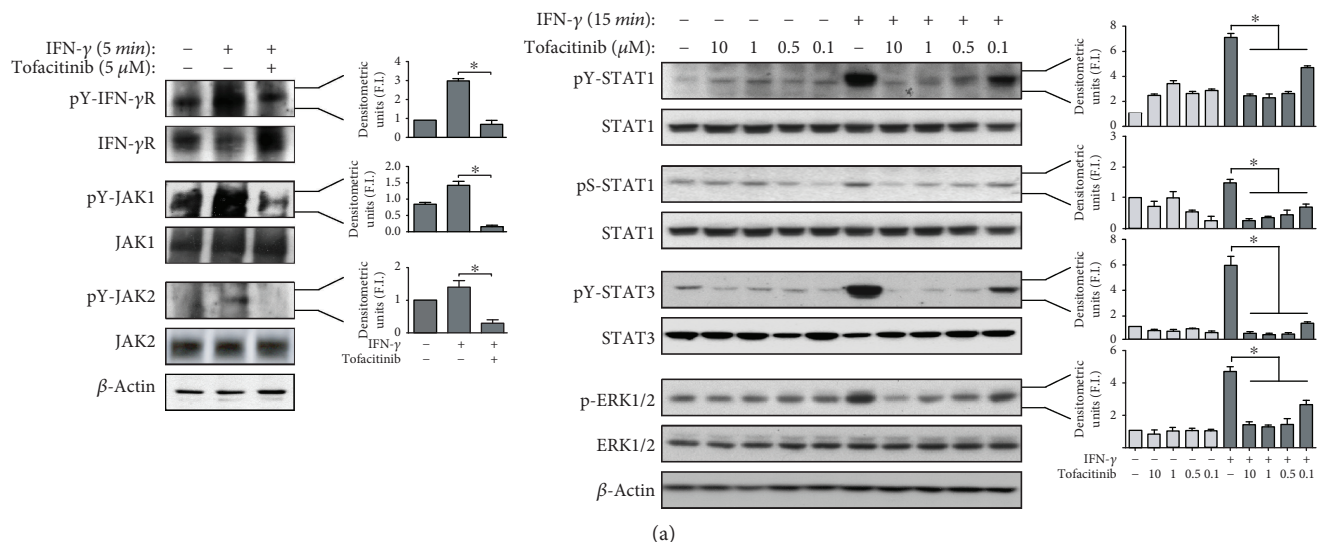 IFN-γ (5 min): – + +
Tofacitinib (5 μM): – – +
pY-IFN-γR
IFN-γR
pY-JAK1
JAK1
pY-JAK2
JAK2
β-Actin
Densitometric units (F.I.)
4
3
2
1
0
*
Densitometric units (F.I.)
2.0
1.5
1.0
0.5
0.0
*
Densitometric units (F.I.)
2
1
0
*
– + + IFN-γ
– – + Tofacitinib
IFN-γ (15 min): – – – – – + + + + +
Tofacitinib (μM): – 10 1 0.5 0.1 – 10 1 0.5 0.1
pY-STAT1
STAT1
pS-STAT1
STAT1
pY-STAT3
STAT3
p-ERK1/2
ERK1/2
β-Actin
Densitometric units (F.I.)
8
6
4
2
0
*
Densitometric units (F.I.)
3
2
1
0
*
Densitometric units (F.I.)
8
6
4
2
0
*
Densitometric units (F.I.)
6
4
2
0
*
IFN-γ – – – – – + + + + +
Tofacitinib – 10 1 0.5 0.1 – 10 1 0.5 0.1
(a)